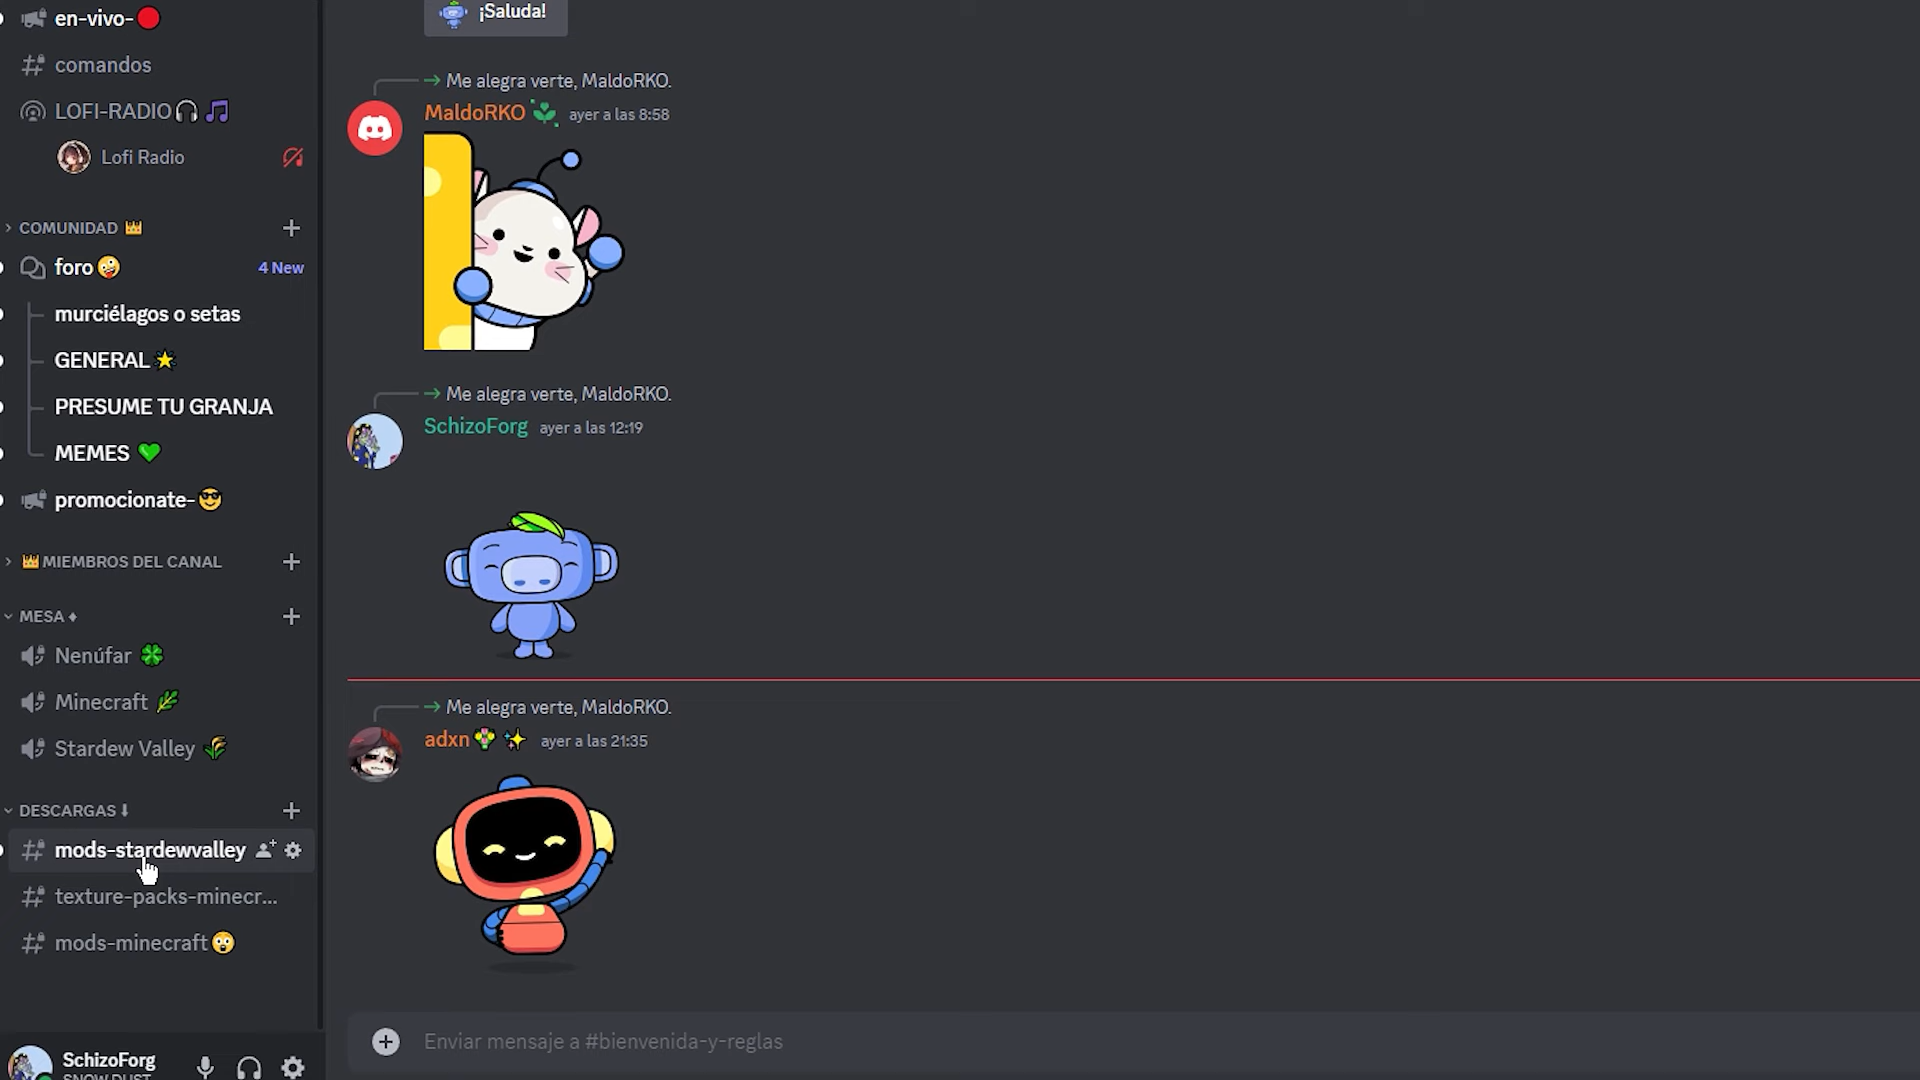 en-vivo-
comandos
LOFI-RADIO
Lofi Radio
COMUNIDAD
foro
4 New
murciélagos o setas
GENERAL
PRESUME TU GRANJA
MEMES
promocionate-
MIEMBROS DEL CANAL
MESA
Nenúfar
Minecraft
Stardew Valley
DESCARGAS
mods-stardewvalley
texture-packs-minecr...
mods-minecraft
SchizoForg
SNOW DUST
¡Saluda!
Me alegra verte, MaldoRKO.
MaldoRKO ayer a las 8:58
Me alegra verte, MaldoRKO.
SchizoForg ayer a las 12:19
Me alegra verte, MaldoRKO.
adxn ayer a las 21:35
Enviar mensaje a #bienvenida-y-reglas